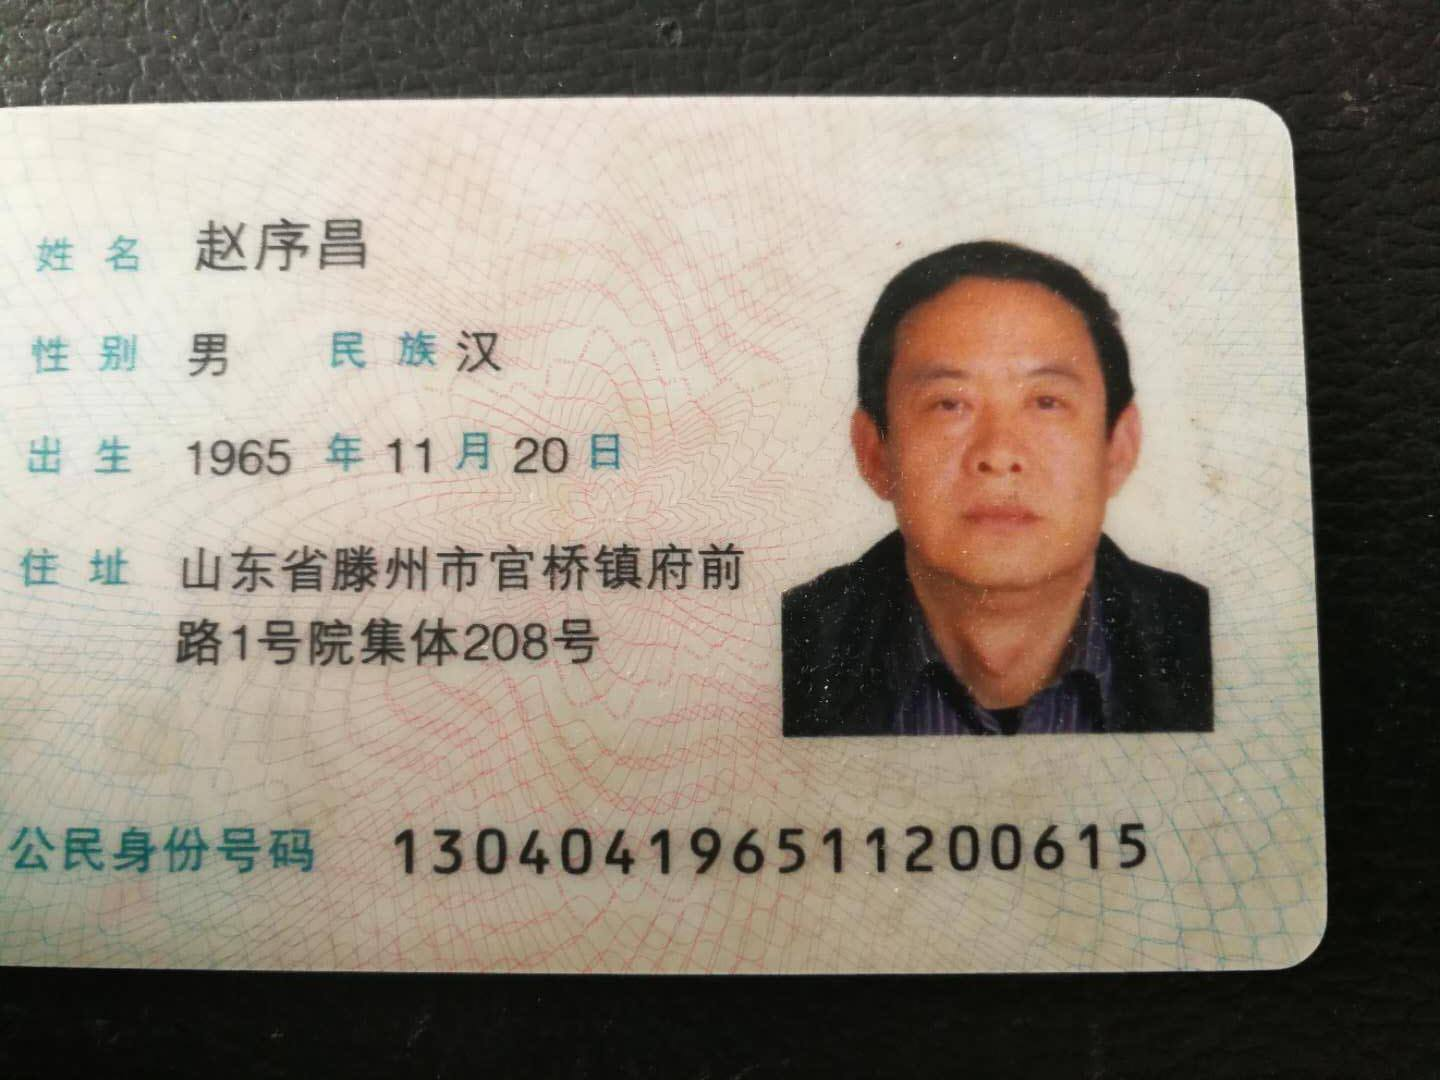 姓名 赵序昌
性别 男 民族 汉
出生 1965 年 11 月 20 日
住址 山东省滕州市官桥镇府前
路1号院集体208号
公民身份号码 130404196511200615